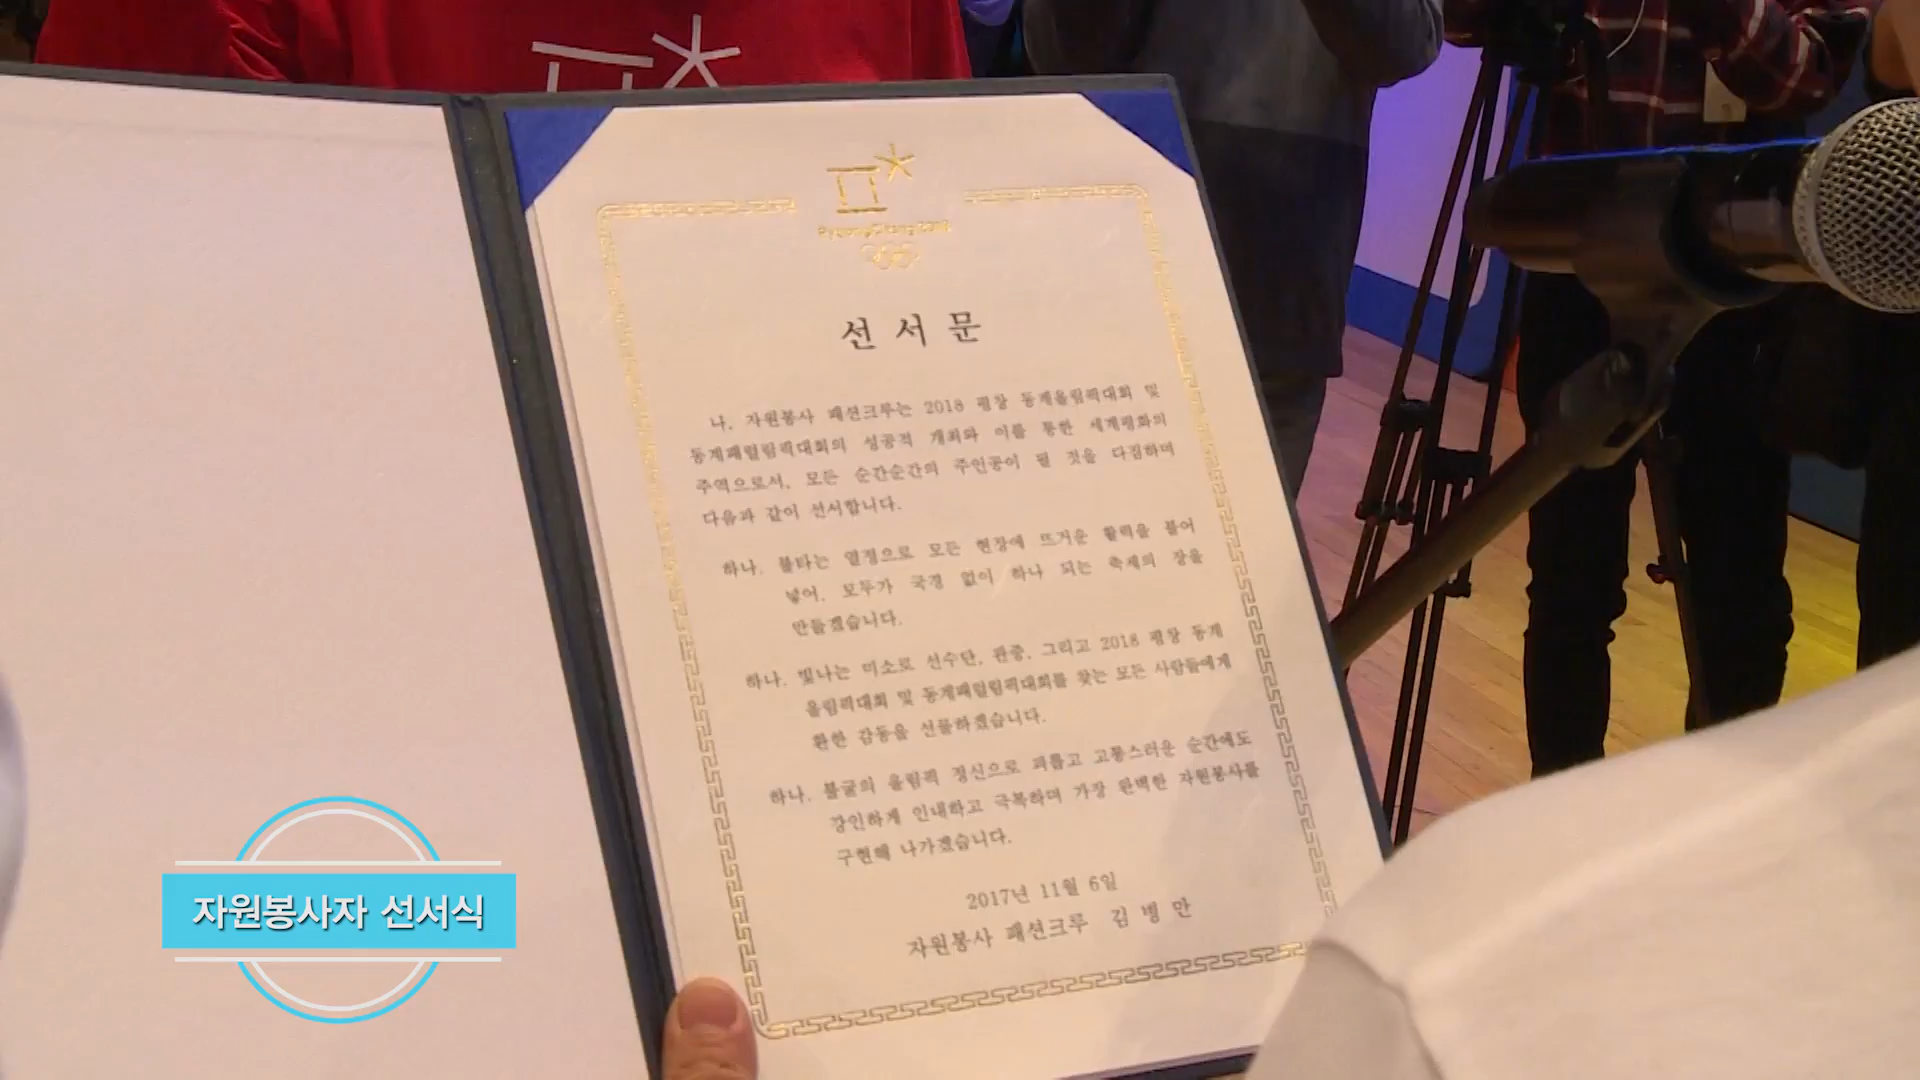 PyeongChang 2018
선서문
나, 자원봉사 패션크루는 2018 평창 동계올림픽대회 및
동계패럴림픽대회의 성공적 개최와 이를 통한 세계평화의
주역으로서, 모든 순간순간의 주인공이 될 것을 다짐하며
다음과 같이 선서합니다.
하나. 불타는 열정으로 모든 현장에 뜨거운 활력을 불어
넣어, 모두가 국경 없이 하나 되는 축제의 장을
만들겠습니다.
하나. 빛나는 미소로 선수단, 관중, 그리고 2018 평창 동계
올림픽대회 및 동계패럴림픽대회를 찾는 모든 사람들에게
환한 감동을 선물하겠습니다.
하나. 불굴의 올림픽 정신으로 괴롭고 고통스러운 순간에도
강인하게 인내하고 극복하며 가장 완벽한 자원봉사를
구현해 나가겠습니다.
2017년 11월 6일
자원봉사 패션크루 김병만
자원봉사자 선서식